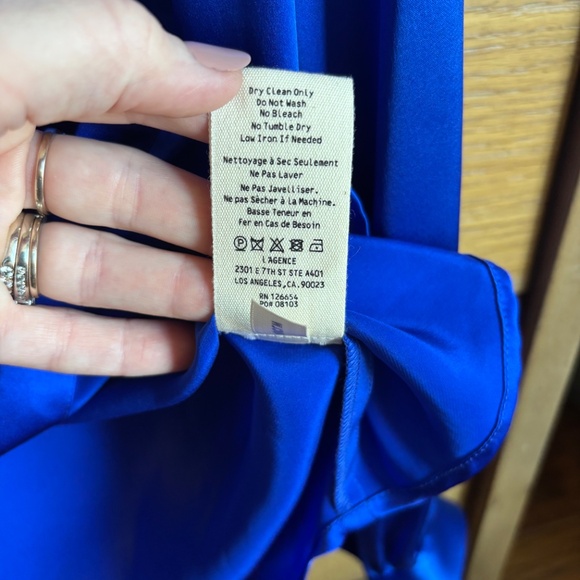 Dry Clean Only
Do Not Wash
No Bleach
No Tumble Dry
Low Iron If Needed
Nettoyage à Sec Seulement
Ne Pas Laver
Ne Pas Javelliser.
Ne pas Sècher à la Machine.
Basse Teneur en
Fer en Cas de Besoin
L'AGENCE
2301 E 7TH ST STE A401
LOS ANGELES, CA. 90023
RN 126654
PO# 08103